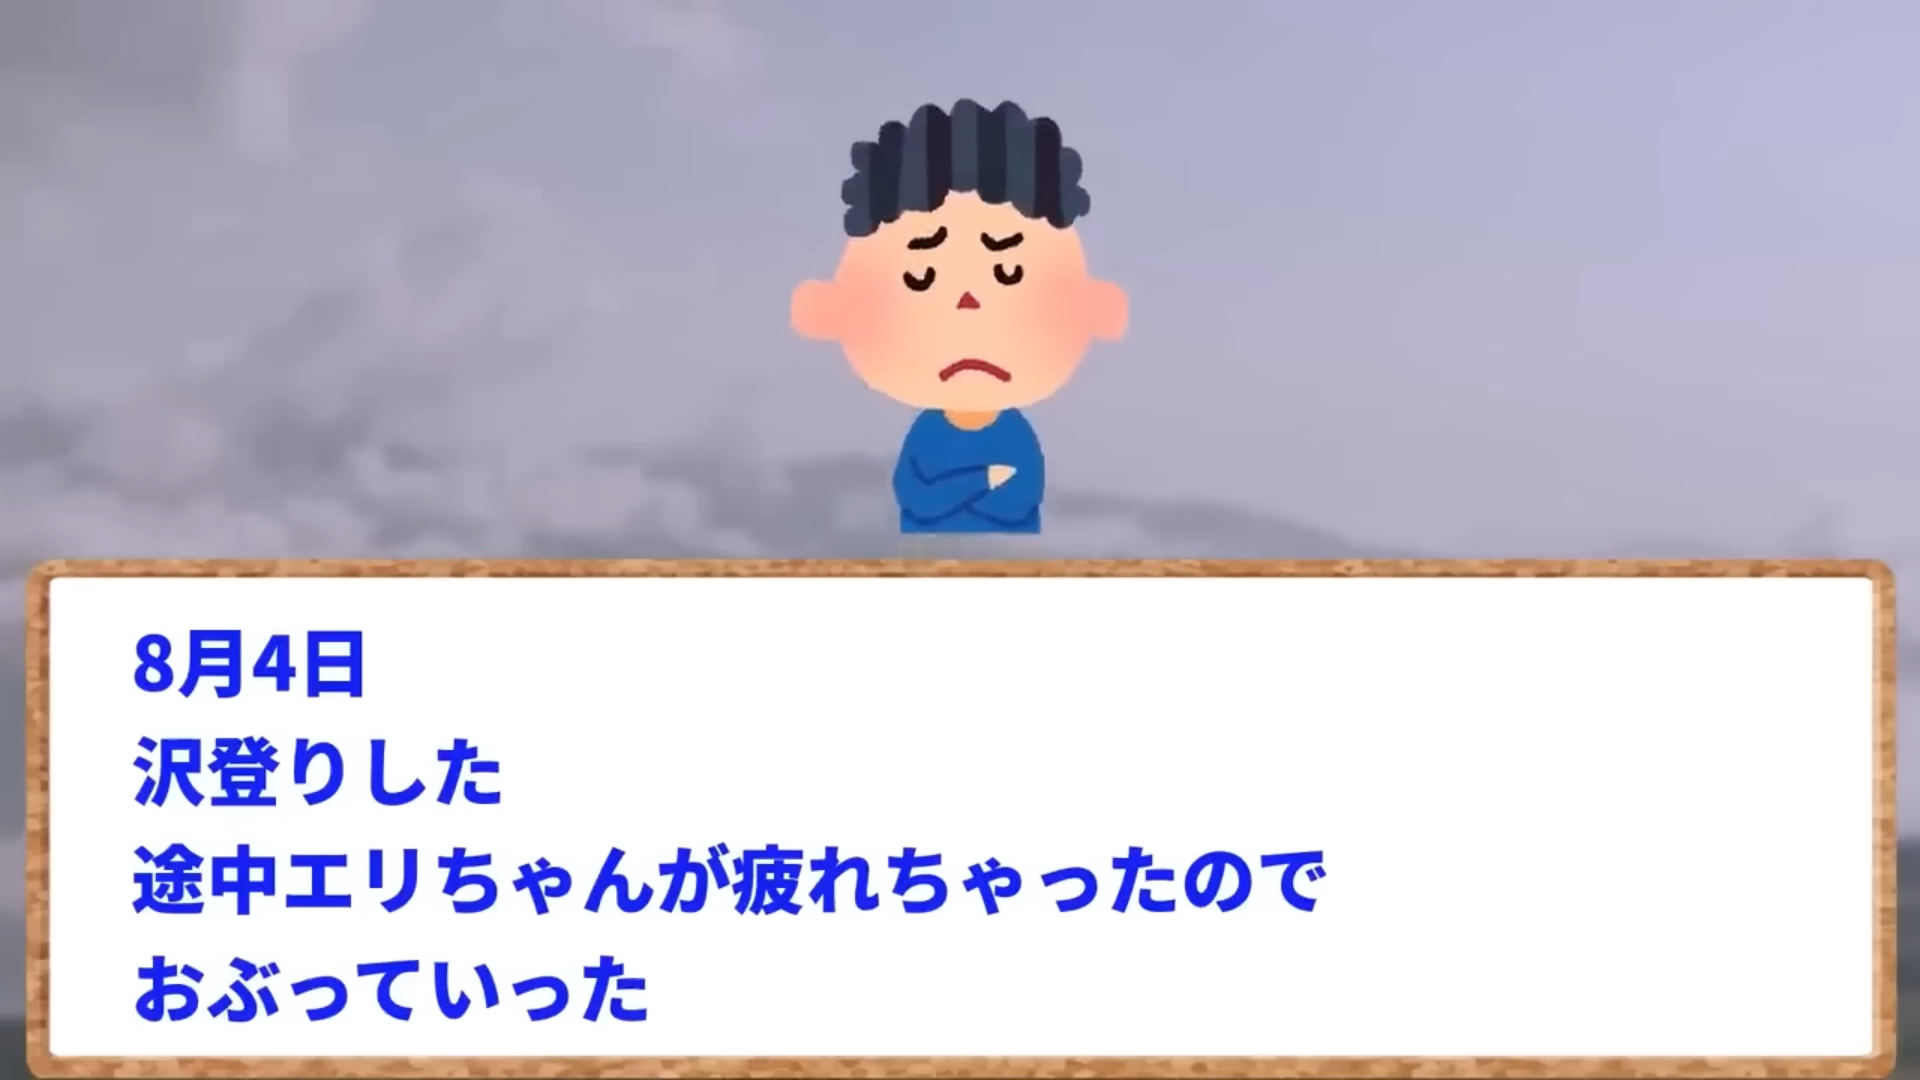 8月4日
沢登りした
途中エリちゃんが疲れちゃったので
おぶっていった